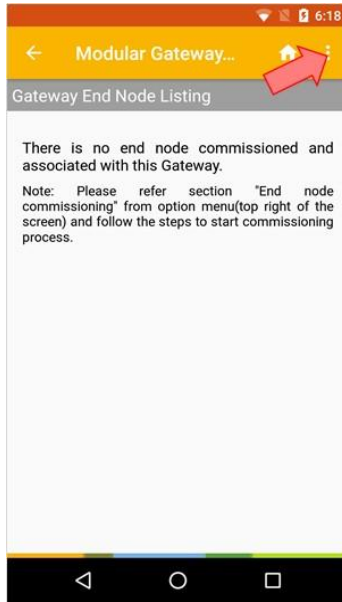 6:18
Modular Gateway...
Gateway End Node Listing
There is no end node commissioned and
associated with this Gateway.
Note: Please refer section "End node
commissioning" from option menu(top right of the
screen) and follow the steps to start commissioning
process.